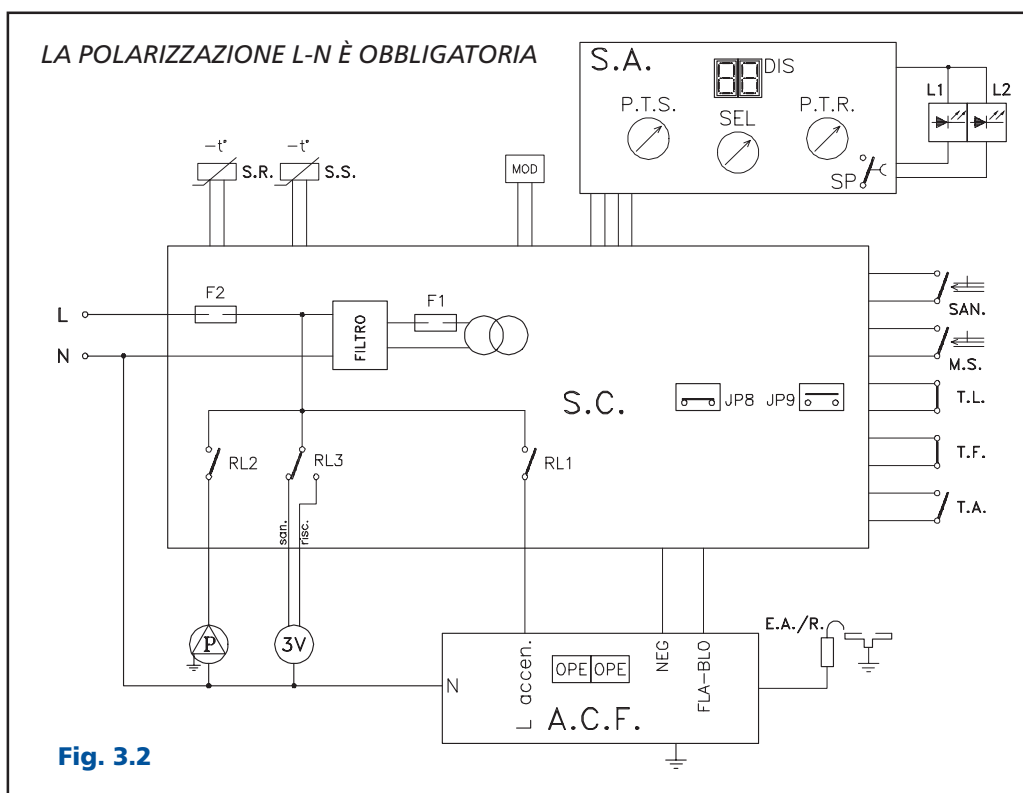 LA POLARIZZAZIONE L-N È OBBLIGATORIA
S.A.
DIS
P.T.S.
SEL
P.T.R.
SP
L1
L2
-t°
S.R.
-t°
S.S.
MOD
L
F2
FILTRO
F1
N
SAN.
M.S.
S.C.
JP8
JP9
T.L.
T.F.
T.A.
RL2
RL3
RL1
san.
risc.
P
3V
E.A./R.
N
L accen.
OPE
OPE
NEG
FLA-BLO
A.C.F.
Fig. 3.2